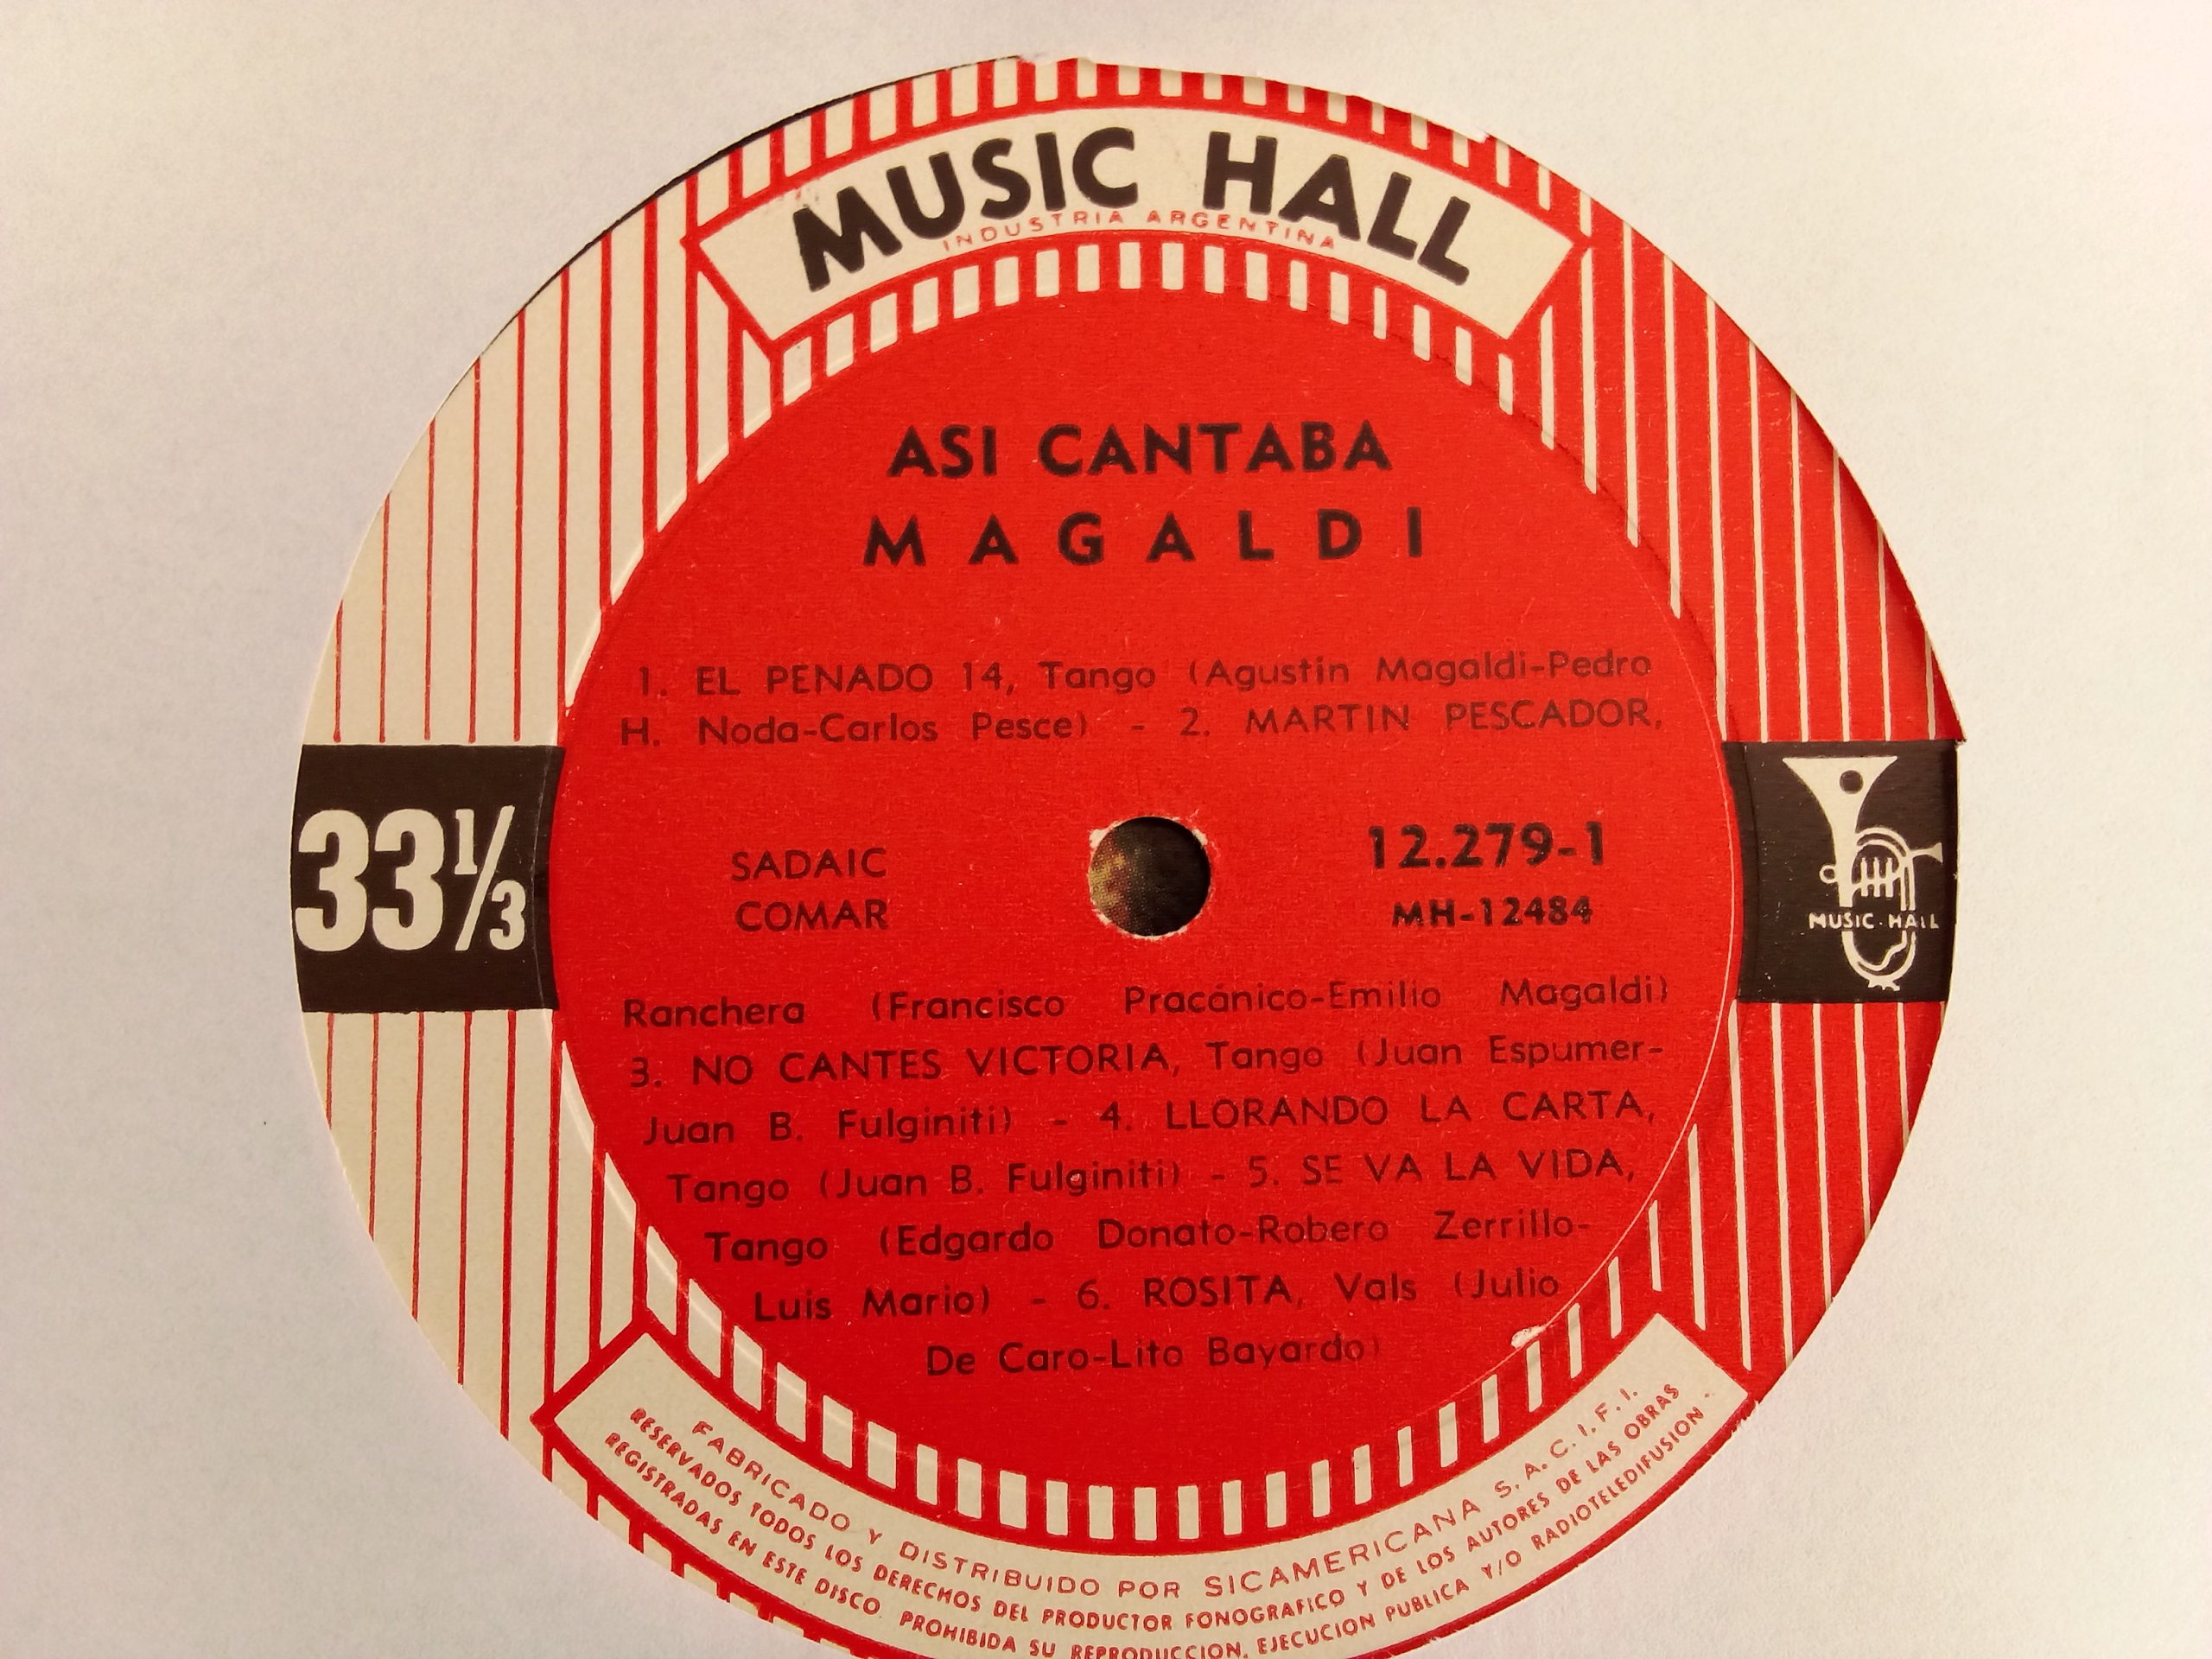 MUSIC HALL
INDUSTRIA ARGENTINA
ASI CANTABA
MAGALDI
1. EL PENADO 14, Tango (Agustín Magaldi-Pedro
H. Noda-Carlos Pesce) - 2. MARTIN PESCADOR,
33 1/3
SADAIC
COMAR
12.279-1
MH-12484
MUSIC-HALL
Ranchera (Francisco Pracánico-Emilio Magaldi)
3. NO CANTES VICTORIA, Tango (Juan Espumer-
Juan B. Fulginiti) - 4. LLORANDO LA CARTA,
Tango (Juan B. Fulginiti) - 5. SE VA LA VIDA,
Tango (Edgardo Donato-Robero Zerrillo-
Luis Mario) - 6. ROSITA, Vals (Julio
De Caro-Lito Bayardo)
FABRICADO Y DISTRIBUIDO POR SICAMERICANA S. A. C. I. F. I.
RESERVADOS TODOS LOS DERECHOS DEL PRODUCTOR FONOGRAFICO Y DE LOS AUTORES DE LAS OBRAS
REGISTRADAS EN ESTE DISCO. PROHIBIDA SU REPRODUCCION, EJECUCION PUBLICA Y/O RADIOTELEDIFUSION.